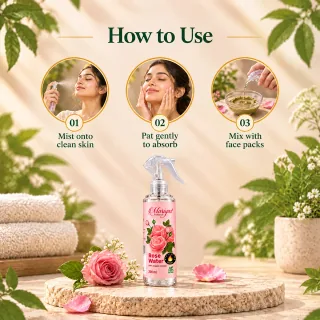 How to Use
01
Mist onto
clean skin
02
Pat gently
to absorb
03
Mix with
face packs
Rose
Water